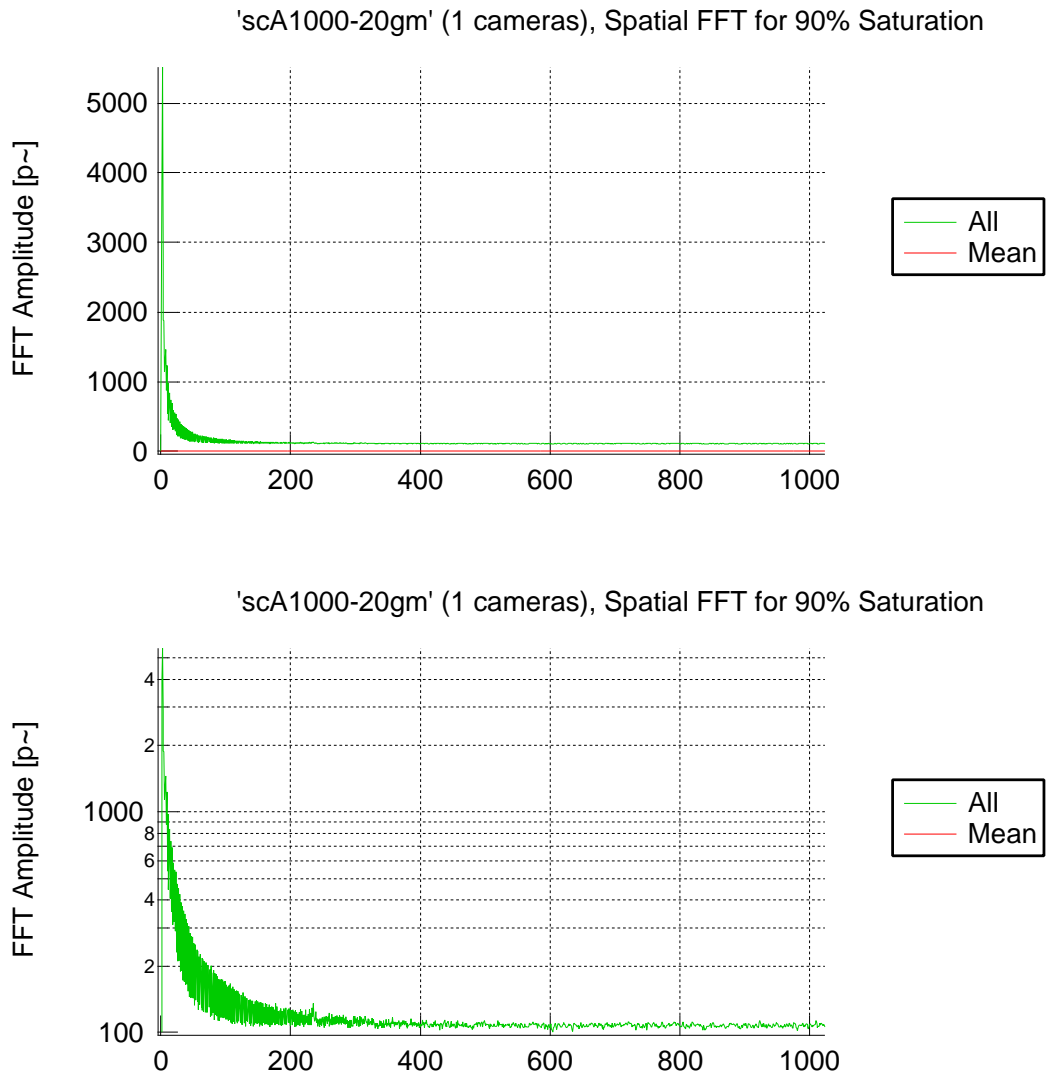 'scA1000-20gm' (1 cameras), Spatial FFT for 90% Saturation
FFT Amplitude [p~]
5000
4000
3000
2000
1000
0
0 200 400 600 800 1000
All
Mean
'scA1000-20gm' (1 cameras), Spatial FFT for 90% Saturation
FFT Amplitude [p~]
4
2
1000
8
6
4
2
100
0 200 400 600 800 1000
All
Mean